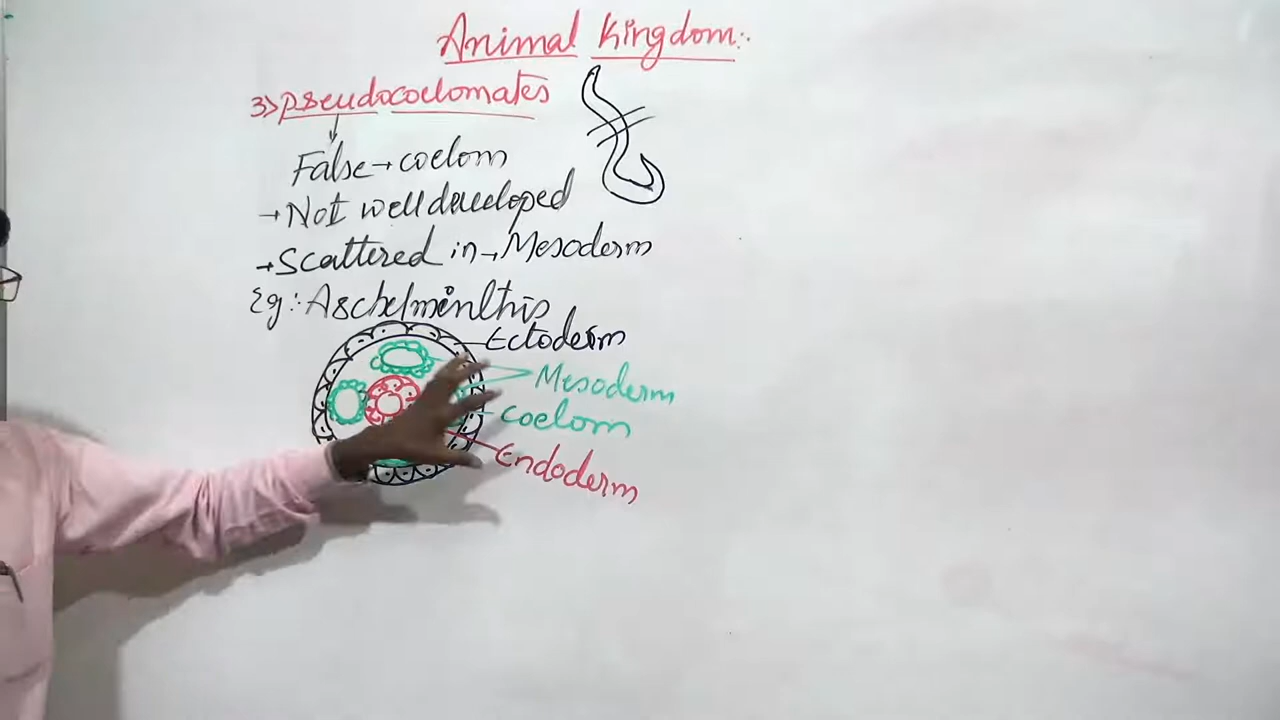 Animal Kingdom:.
3> pseudocoelomates
False → coelom
→ Not well developed
→ Scattered in → Mesoderm
Eg:. Aschelminthis
Ectoderm
Mesoderm
coelom
Endoderm